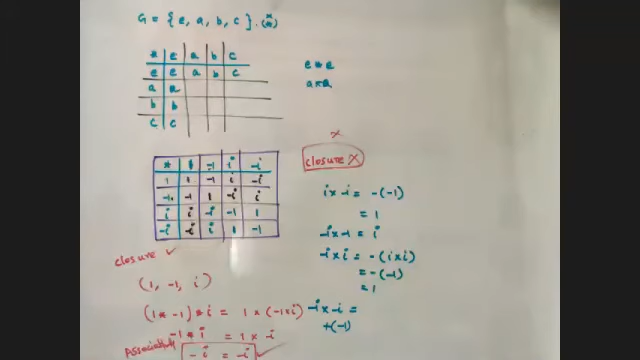 G = {e, a, b, c} . (*)
* e a b c
e e a b c
a a
b b
c c
e * e
a * a
closure ×
* 1 -1 i -i
1 1 -1 i -i
-1 -1 1 -i i
i i -i -1 1
-i -i i 1 -1
i × -i = -(-1)
= 1
-i × -1 = i
-i × i = -(i × i)
= -(-1)
= 1
-i × -i =
+(-1)
closure ✓
(1, -1, i)
(1 * -1) * i = 1 × (-1 × i)
-1 * i = 1 × -i
-i = -i ✓